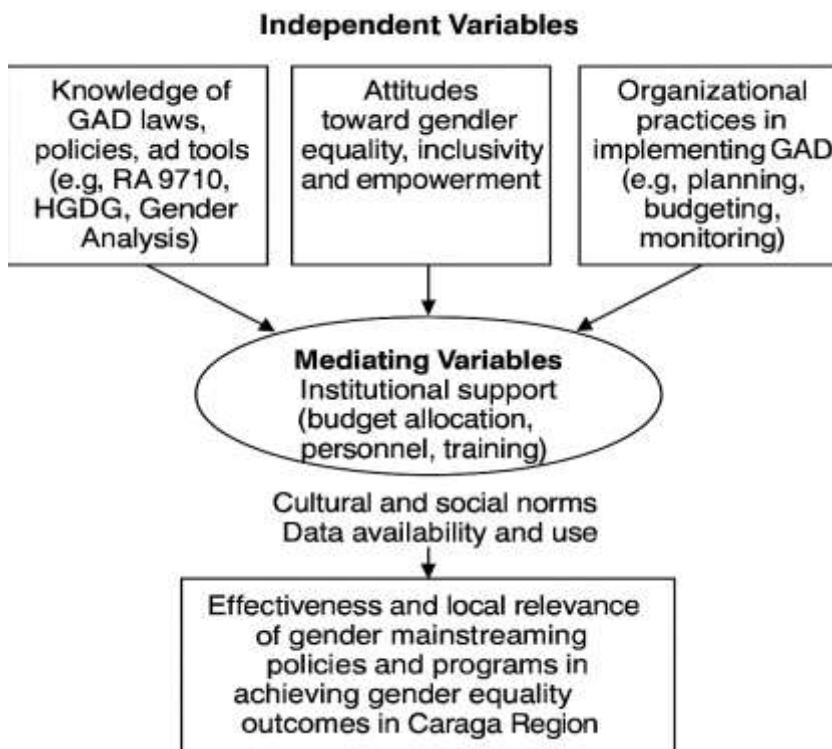 Independent Variables
Knowledge of
GAD laws,
policies, ad tools
(e.g, RA 9710,
HGDG, Gender
Analysis)
Attitudes
toward gendler
equality, inclusivity
and empowerment
Organizational
practices in
implementing GAD
(e.g, planning,
budgeting,
monitoring)
Mediating Variables
Institutional support
(budget allocation,
personnel, training)
Cultural and social norms
Data availability and use
Effectiveness and local relevance
of gender mainstreaming
policies and programs in
achieving gender equality
outcomes in Caraga Region